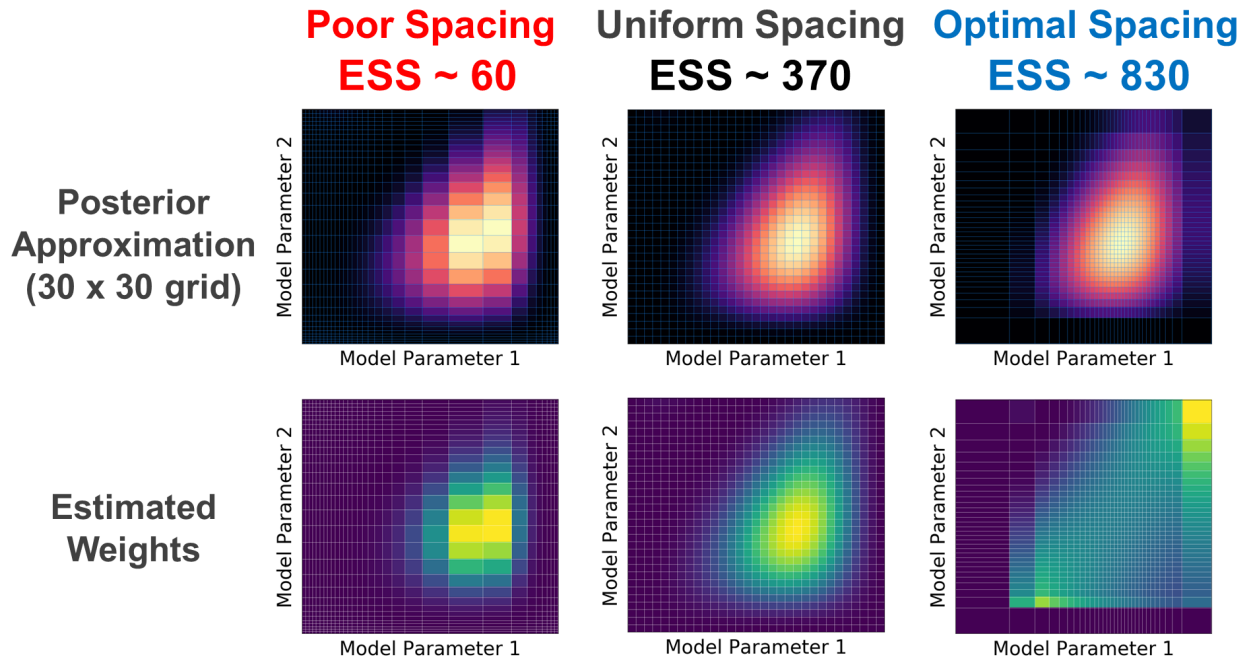 Poor Spacing
ESS ~ 60
Uniform Spacing
ESS ~ 370
Optimal Spacing
ESS ~ 830
Posterior
Approximation
(30 x 30 grid)
Model Parameter 2
Model Parameter 1
Model Parameter 2
Model Parameter 1
Model Parameter 2
Model Parameter 1
Estimated
Weights
Model Parameter 2
Model Parameter 1
Model Parameter 2
Model Parameter 1
Model Parameter 2
Model Parameter 1